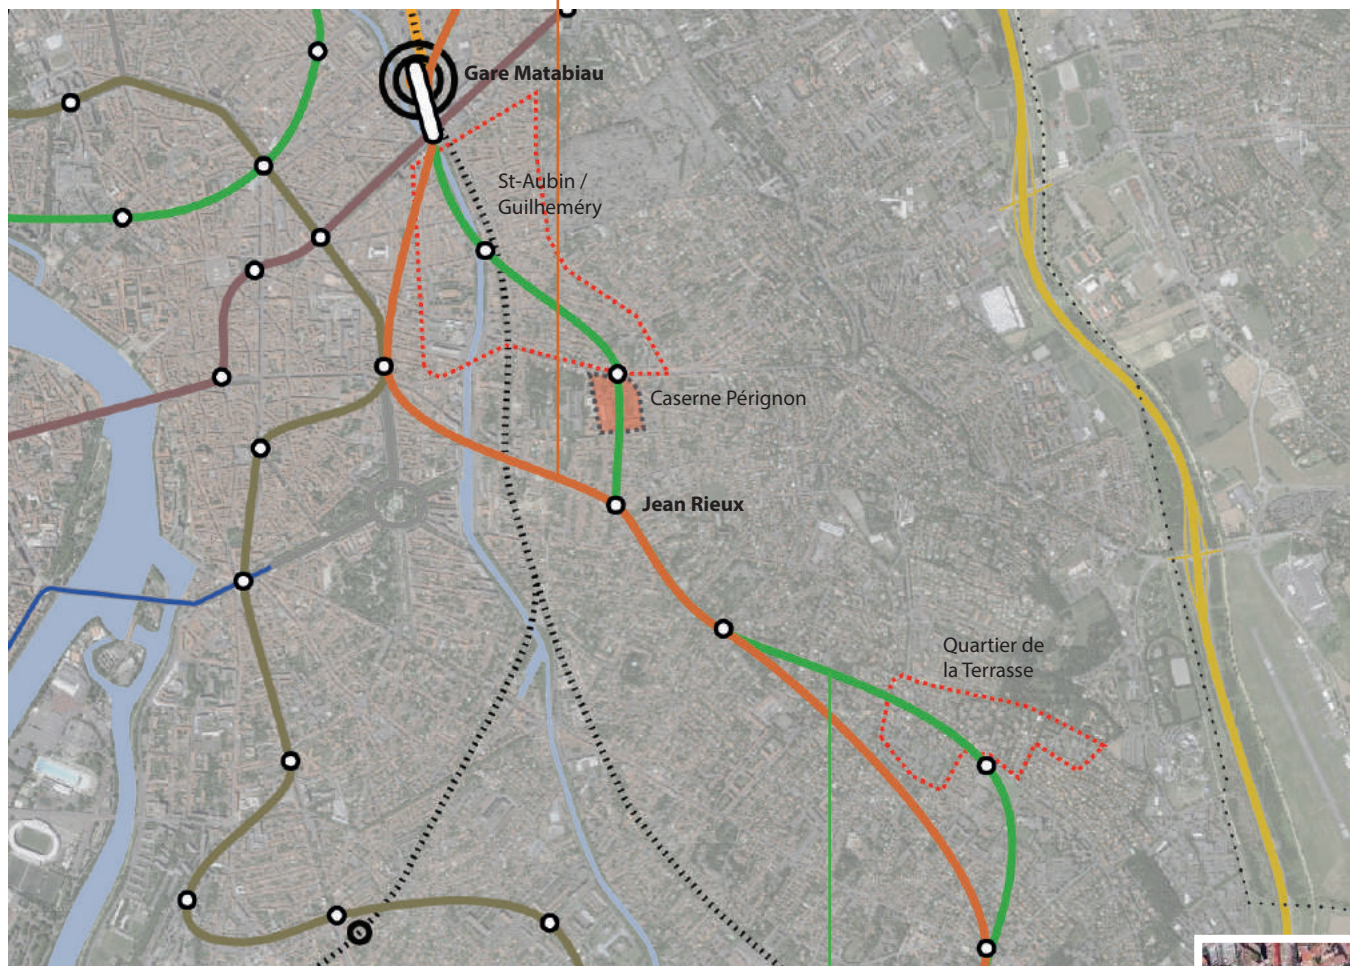 Gare Matabiau
St-Aubin /
Guilheméry
Caserne Pérignon
Jean Rieux
Quartier de
la Terrasse